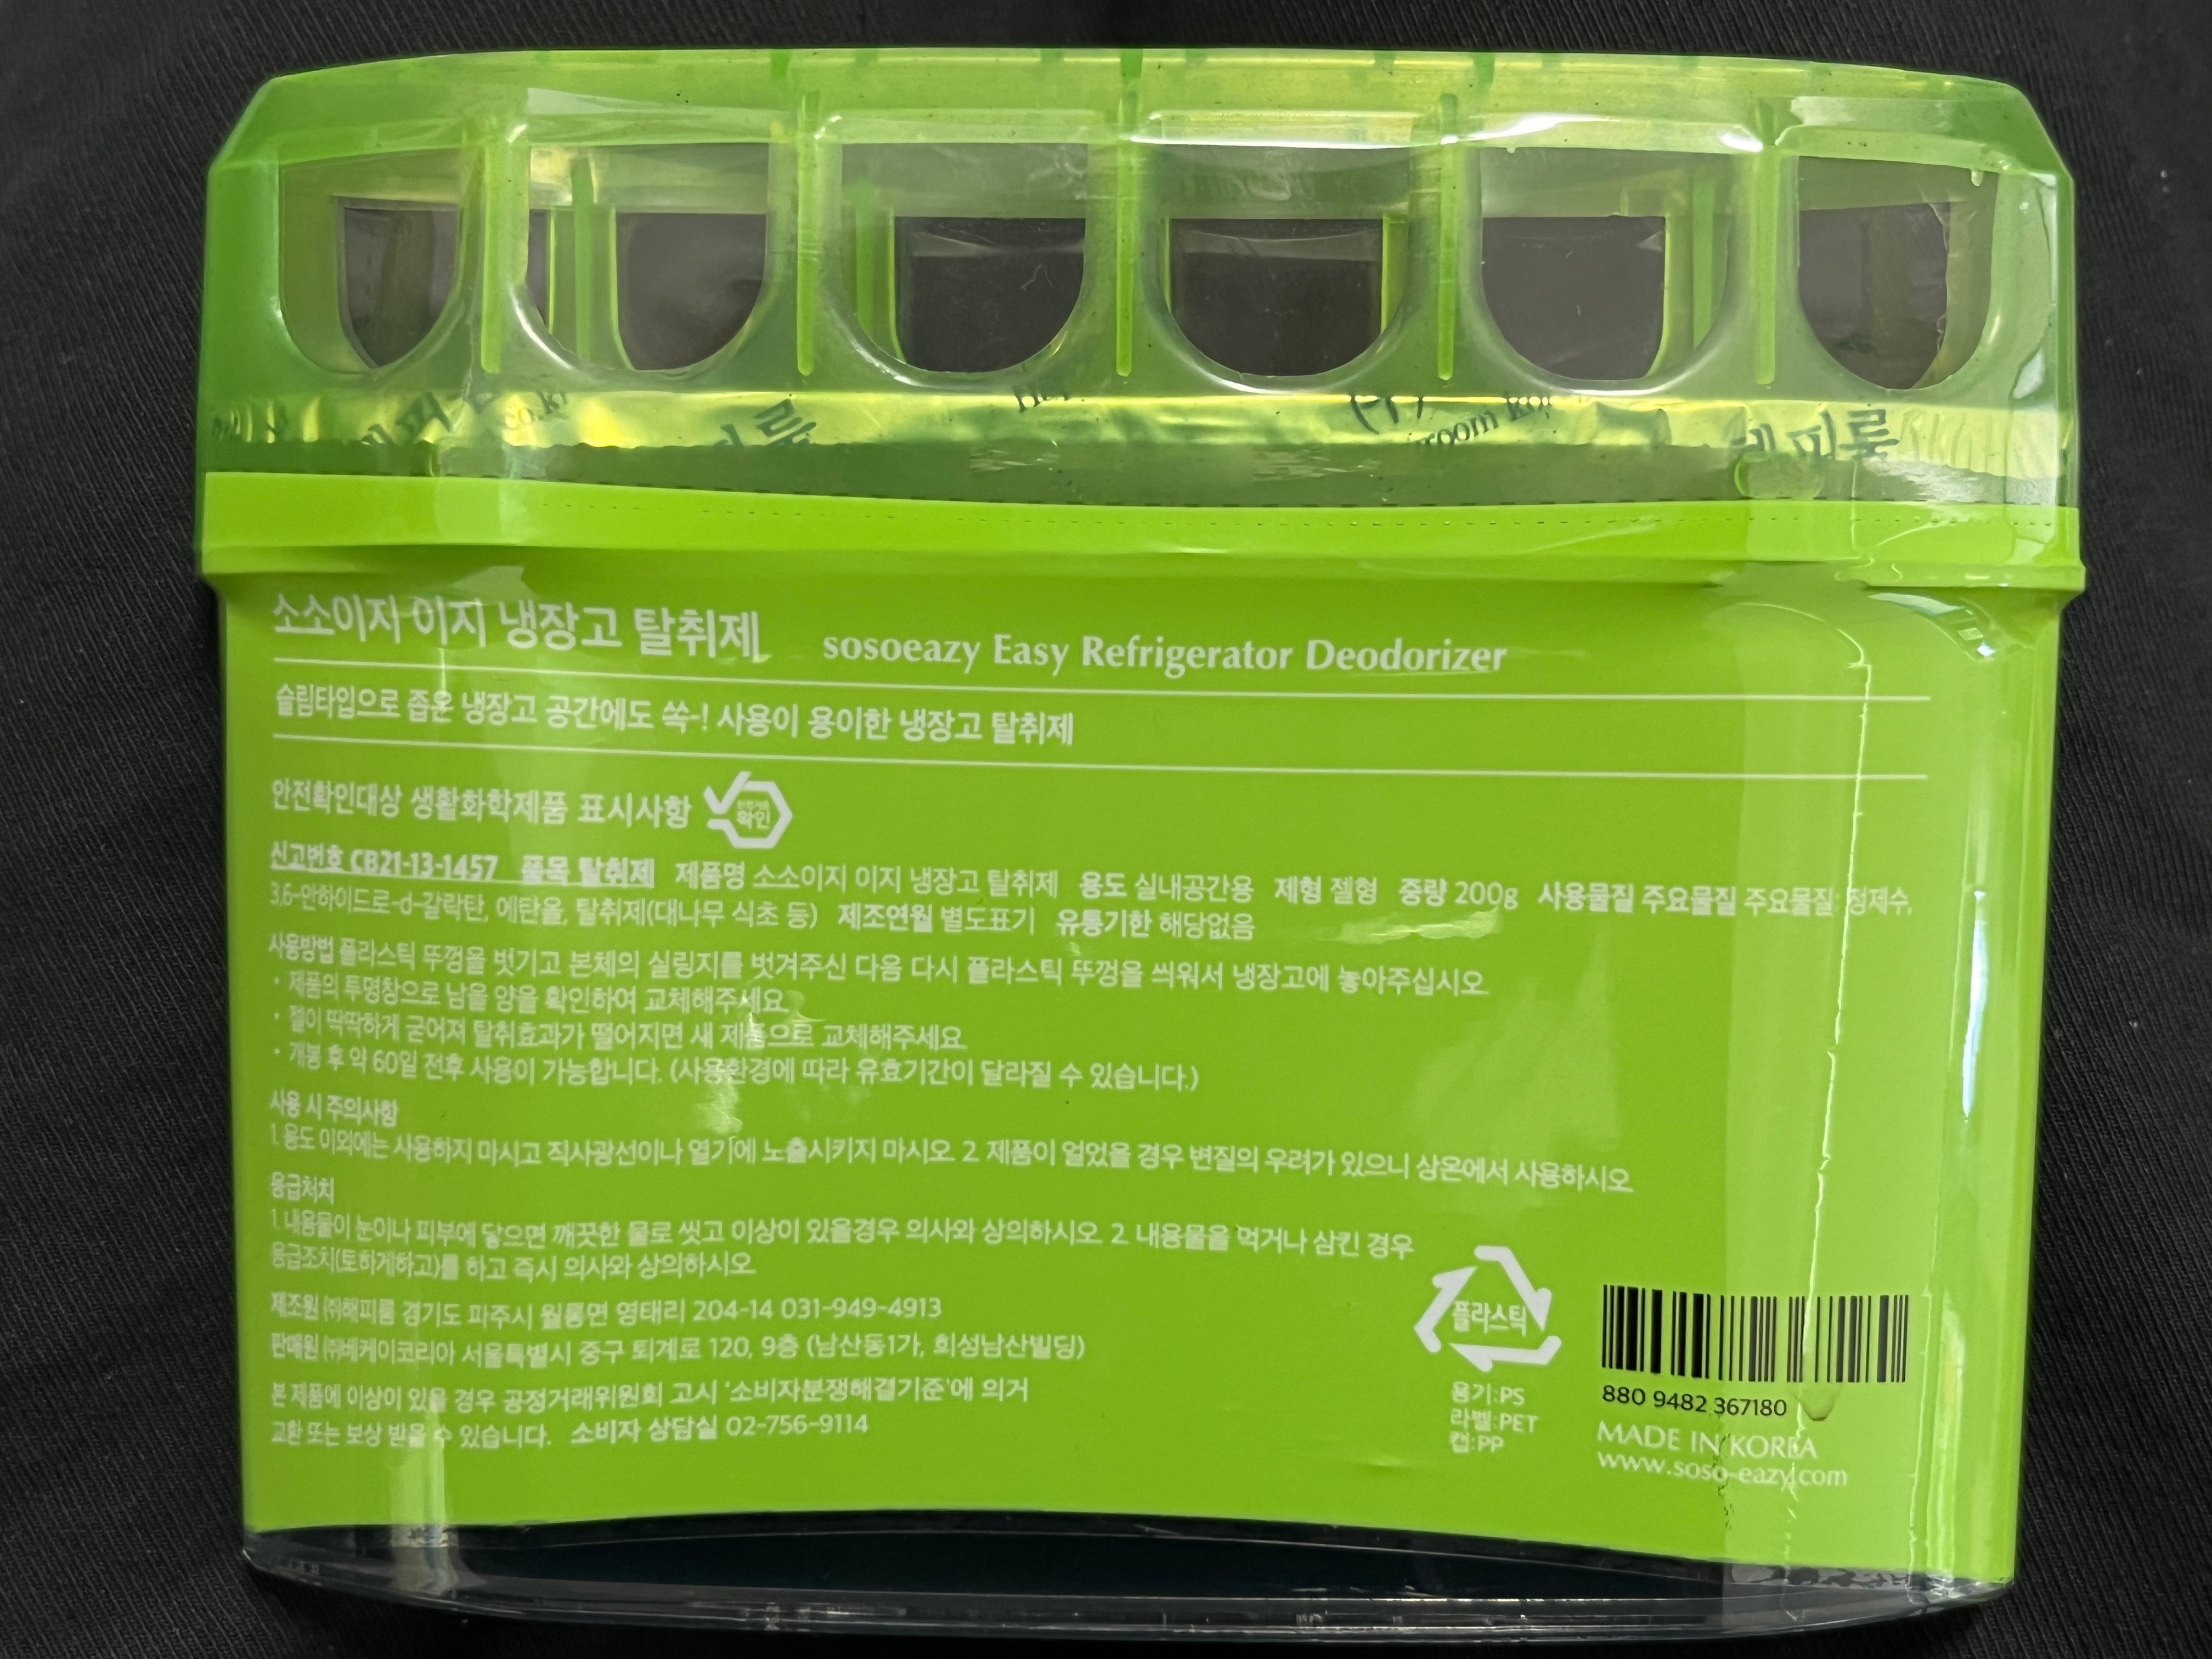 해피룸
co.kr
피룸
(주)
room kor
해피룸
소소이지 이지 냉장고 탈취제 sosoeazy Easy Refrigerator Deodorizer
슬림타입으로 좁은 냉장고 공간에도 쏙-! 사용이 용이한 냉장고 탈취제
안전확인대상 생활화학제품 표시사항 확인
신고번호 CB21-13-1457 품목 탈취제 제품명 소소이지 이지 냉장고 탈취제 용도 실내공간용 제형 젤형 중량 200g 사용물질 주요물질 주요물질: 정제수,
3,6-안하이드로-d-갈락탄, 에탄올, 탈취제(대나무 식초 등) 제조연월 별도표기 유통기한 해당없음
사용방법 플라스틱 뚜껑을 벗기고 본체의 실링지를 벗겨주신 다음 다시 플라스틱 뚜껑을 씌워서 냉장고에 놓아주십시오.
• 제품의 투명창으로 남을 양을 확인하여 교체해주세요.
• 젤이 딱딱하게 굳어져 탈취효과가 떨어지면 새 제품으로 교체해주세요.
• 개봉 후 약 60일 전후 사용이 가능합니다. (사용환경에 따라 유효기간이 달라질 수 있습니다.)
사용 시 주의사항
1. 용도 이외에는 사용하지 마시고 직사광선이나 열기에 노출시키지 마시오. 2. 제품이 얼었을 경우 변질의 우려가 있으니 상온에서 사용하시오.
응급처치
1. 내용물이 눈이나 피부에 닿으면 깨끗한 물로 씻고 이상이 있을경우 의사와 상의하시오. 2. 내용물을 먹거나 삼킨 경우
응급조치(토하게하고)를 하고 즉시 의사와 상의하시오.
제조원 ㈜해피룸 경기도 파주시 월롱면 영태리 204-14 031-949-4913
판매원 ㈜베케이코리아 서울특별시 중구 퇴계로 120, 9층 (남산동1가, 희성남산빌딩)
본 제품에 이상이 있을 경우 공정거래위원회 고시 '소비자분쟁해결기준'에 의거
교환 또는 보상 받을 수 있습니다. 소비자 상담실 02-756-9114
플라스틱
용기:PS
라벨:PET
캡:PP
880 9482 367180
MADE IN KOREA
www.soso-eazy.com